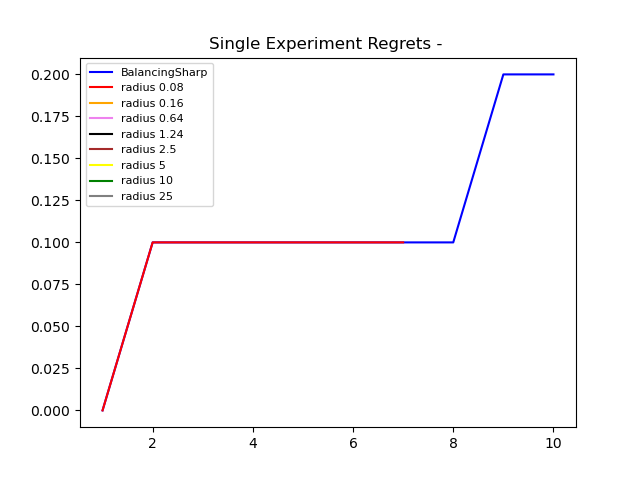 Single Experiment Regrets -
0.200
0.175
0.150
0.125
0.100
0.075
0.050
0.025
0.000
BalancingSharp
radius 0.08
radius 0.16
radius 0.64
radius 1.24
radius 2.5
radius 5
radius 10
radius 25
2 4 6 8 10